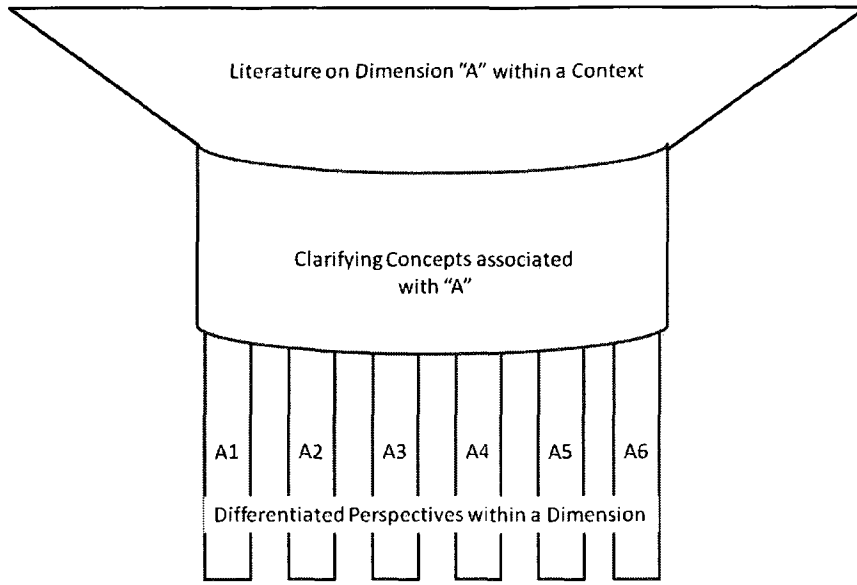 Literature on Dimension “A” within a Context
Clarifying Concepts associated
with “A”
A1 A2 A3 A4 A5 A6
Differentiated Perspectives within a Dimension